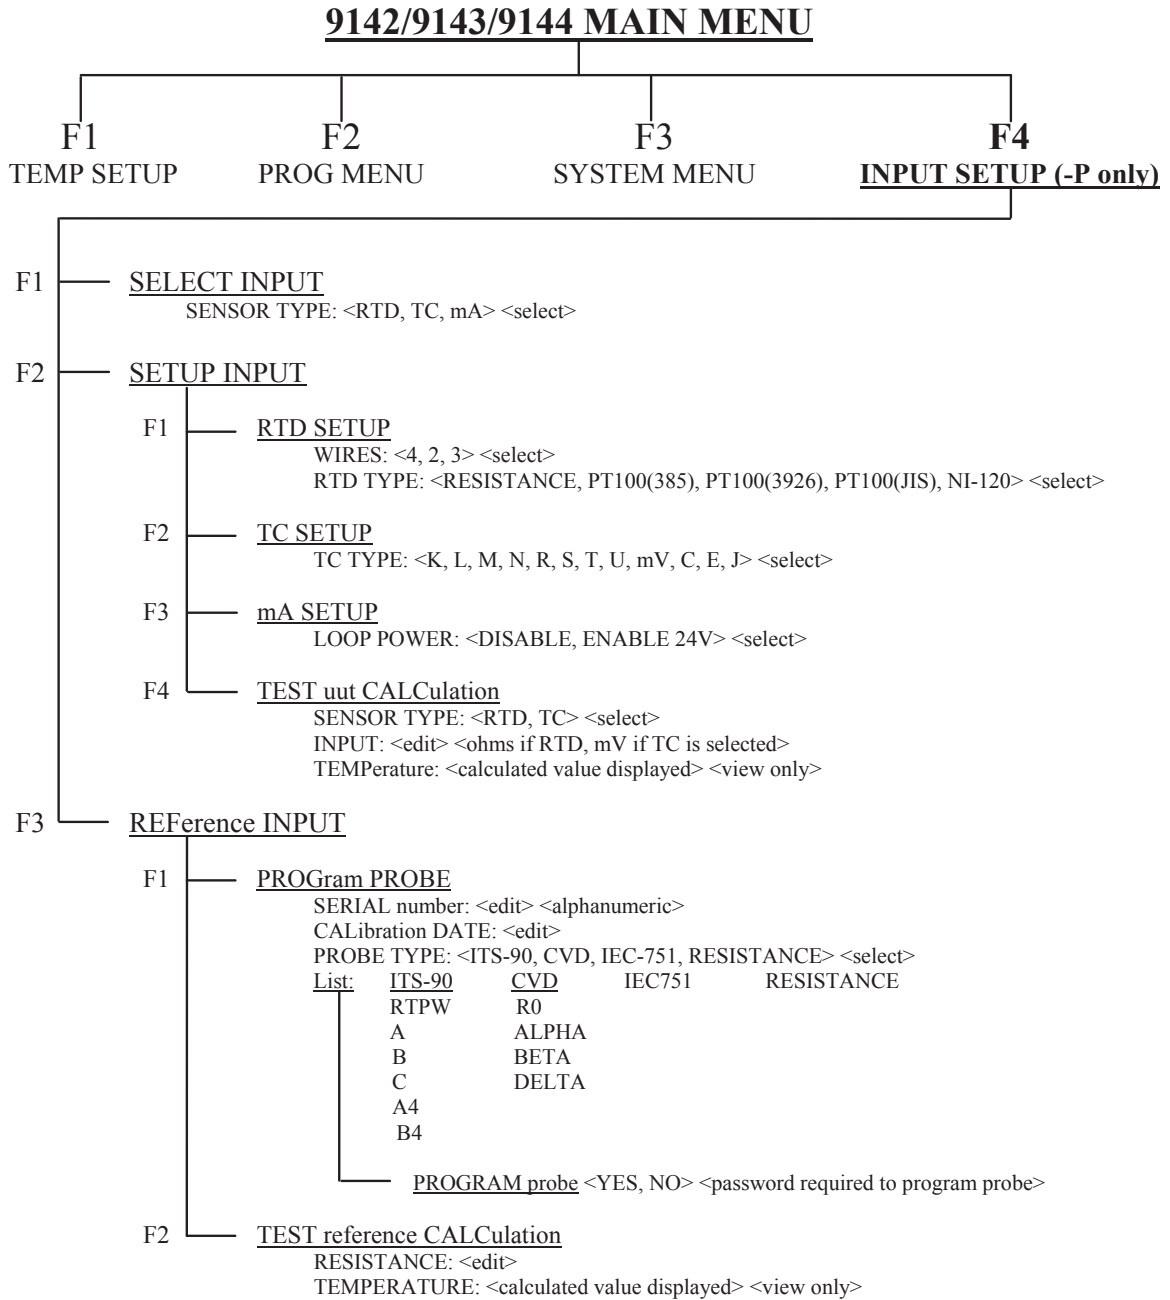 9142/9143/9144 MAIN MENU
F1 F2 F3 F4
TEMP SETUP PROG MENU SYSTEM MENU INPUT SETUP (-P only)
F1 SELECT INPUT
SENSOR TYPE: <RTD, TC, mA> <select>
F2 SETUP INPUT
F1 RTD SETUP
WIRES: <4, 2, 3> <select>
RTD TYPE: <RESISTANCE, PT100(385), PT100(3926), PT100(JIS), NI-120> <select>
F2 TC SETUP
TC TYPE: <K, L, M, N, R, S, T, U, mV, C, E, J> <select>
F3 mA SETUP
LOOP POWER: <DISABLE, ENABLE 24V> <select>
F4 TEST uut CALCulation
SENSOR TYPE: <RTD, TC> <select>
INPUT: <edit> <ohms if RTD, mV if TC is selected>
TEMPerature: <calculated value displayed> <view only>
F3 REFerence INPUT
F1 PROGram PROBE
SERIAL number: <edit> <alphanumeric>
CALibration DATE: <edit>
PROBE TYPE: <ITS-90, CVD, IEC-751, RESISTANCE> <select>
List: ITS-90 CVD IEC751 RESISTANCE
RTPW R0
A ALPHA
B BETA
C DELTA
A4
B4
PROGRAM probe <YES, NO> <password required to program probe>
F2 TEST reference CALCulation
RESISTANCE: <edit>
TEMPERATURE: <calculated value displayed> <view only>